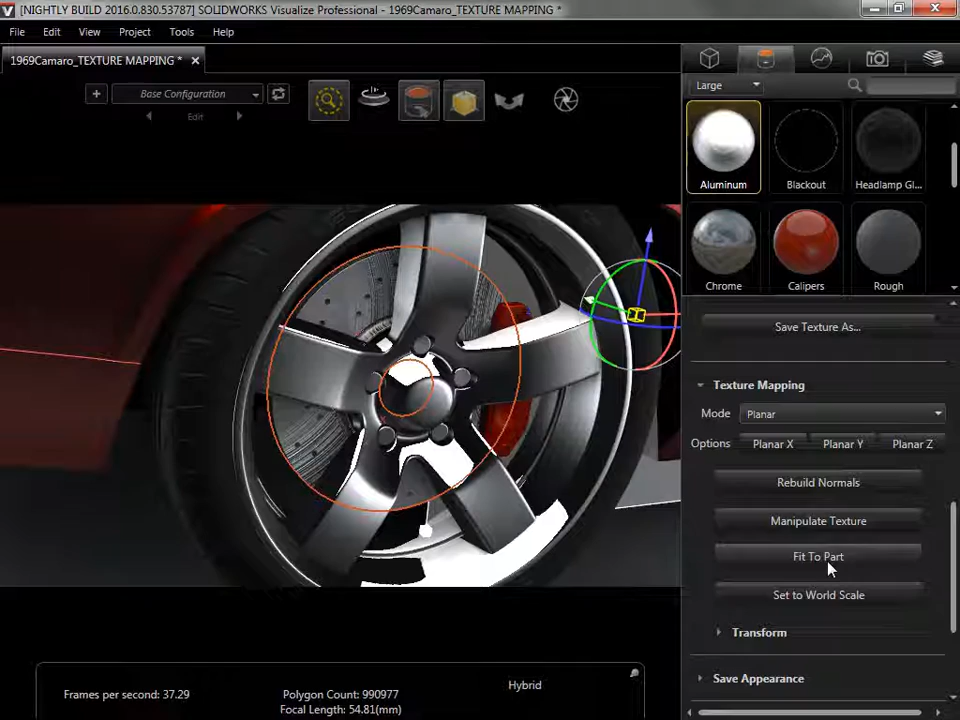 [NIGHTLY BUILD 2016.0.830.53787] SOLIDWORKS Visualize Professional - 1969Camaro_TEXTURE MAPPING *
File Edit View Project Tools Help
1969Camaro_TEXTURE MAPPING *
Base Configuration
Edit
Large
Aluminum
Blackout
Headlamp Gl...
Chrome
Calipers
Rough
Save Texture As...
Texture Mapping
Mode Planar
Options Planar X Planar Y Planar Z
Rebuild Normals
Manipulate Texture
Fit To Part
Set to World Scale
Transform
Save Appearance
Frames per second: 37.29
Polygon Count: 990977
Focal Length: 54.81(mm)
Hybrid